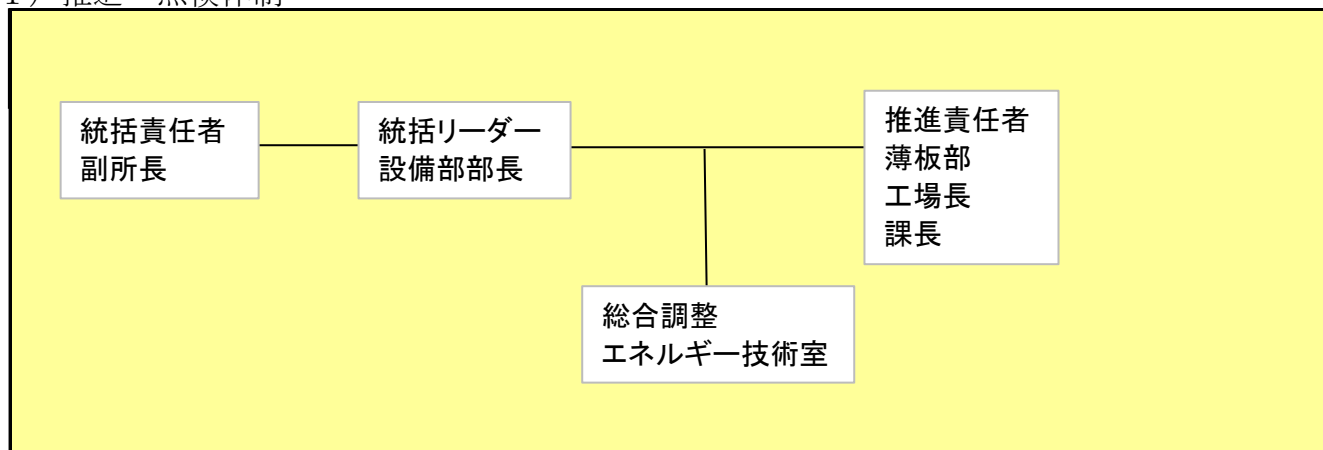 統括責任者
副所長
統括リーダー
設備部部長
推進責任者
薄板部
工場長
課長
総合調整
エネルギー技術室